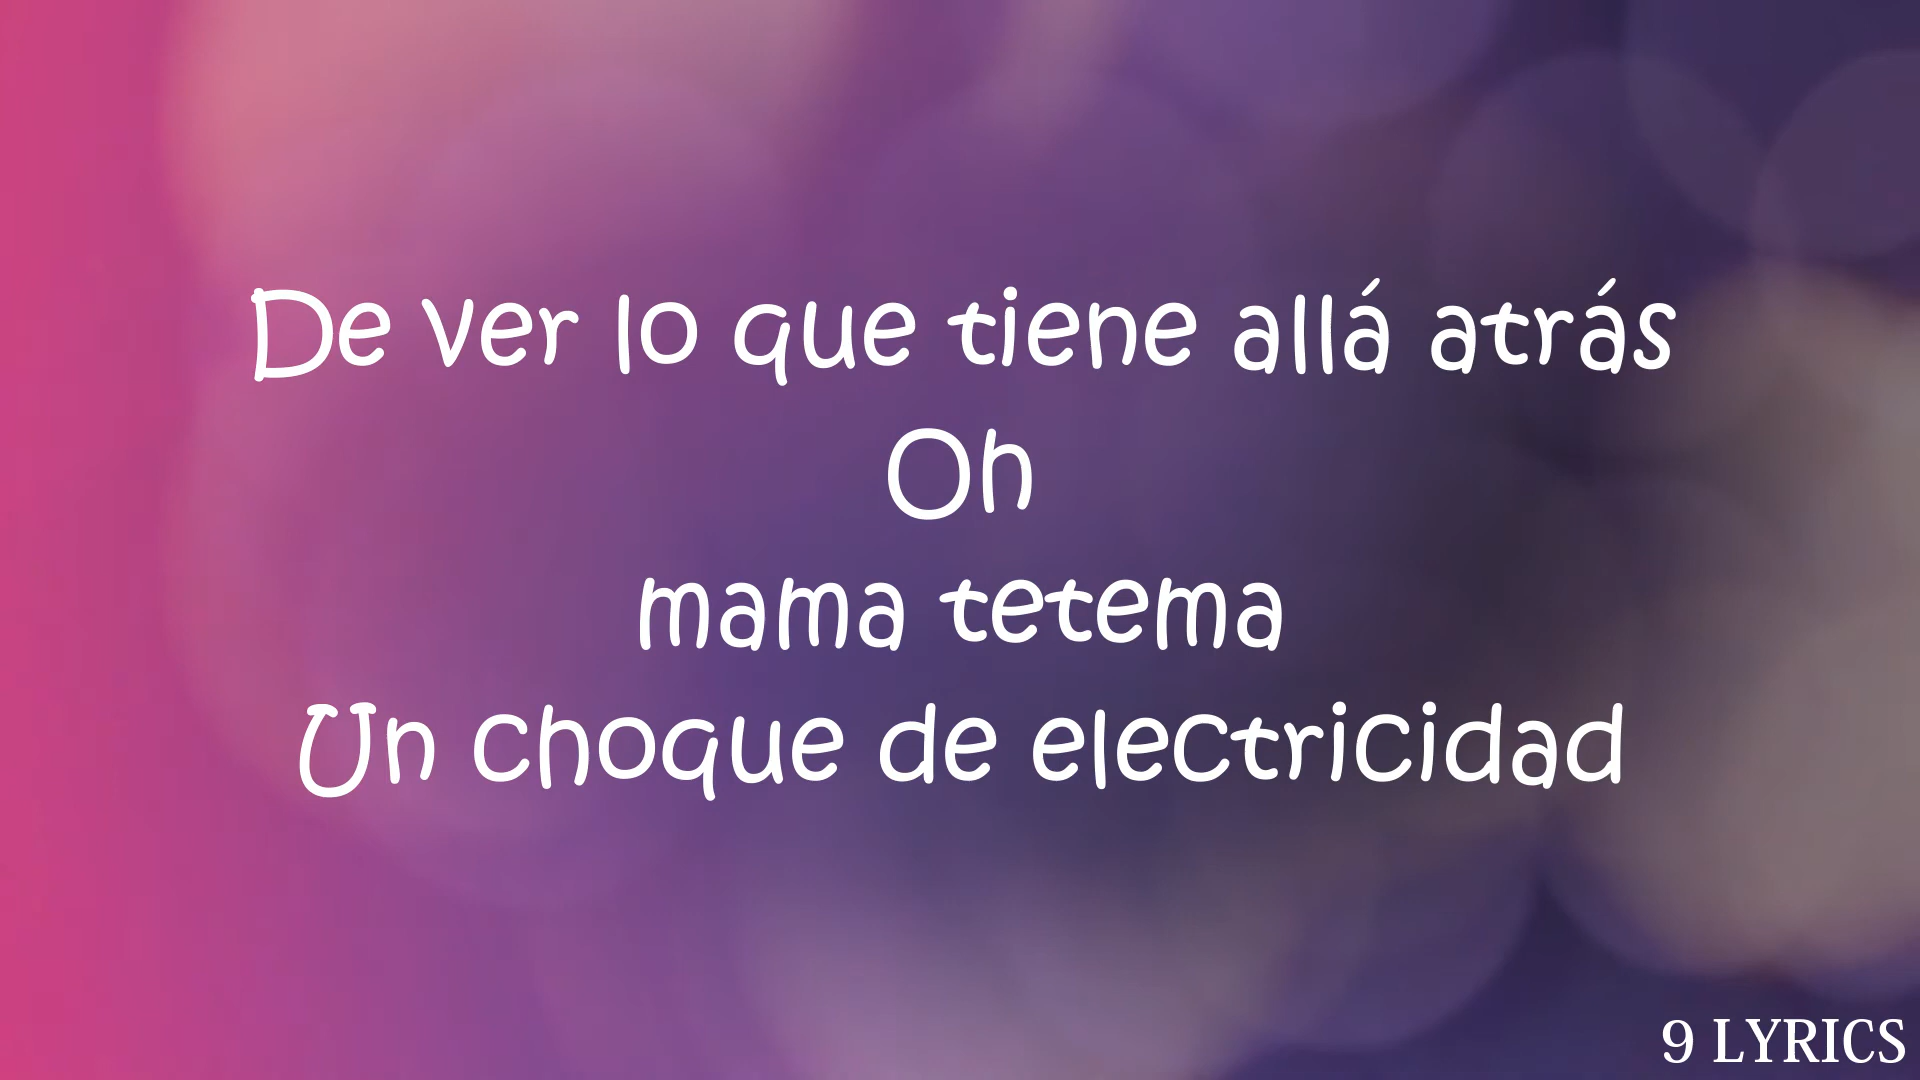 De ver lo que tiene allá atrás
Oh
mama tetema
Un choque de electricidad
9 LYRICS